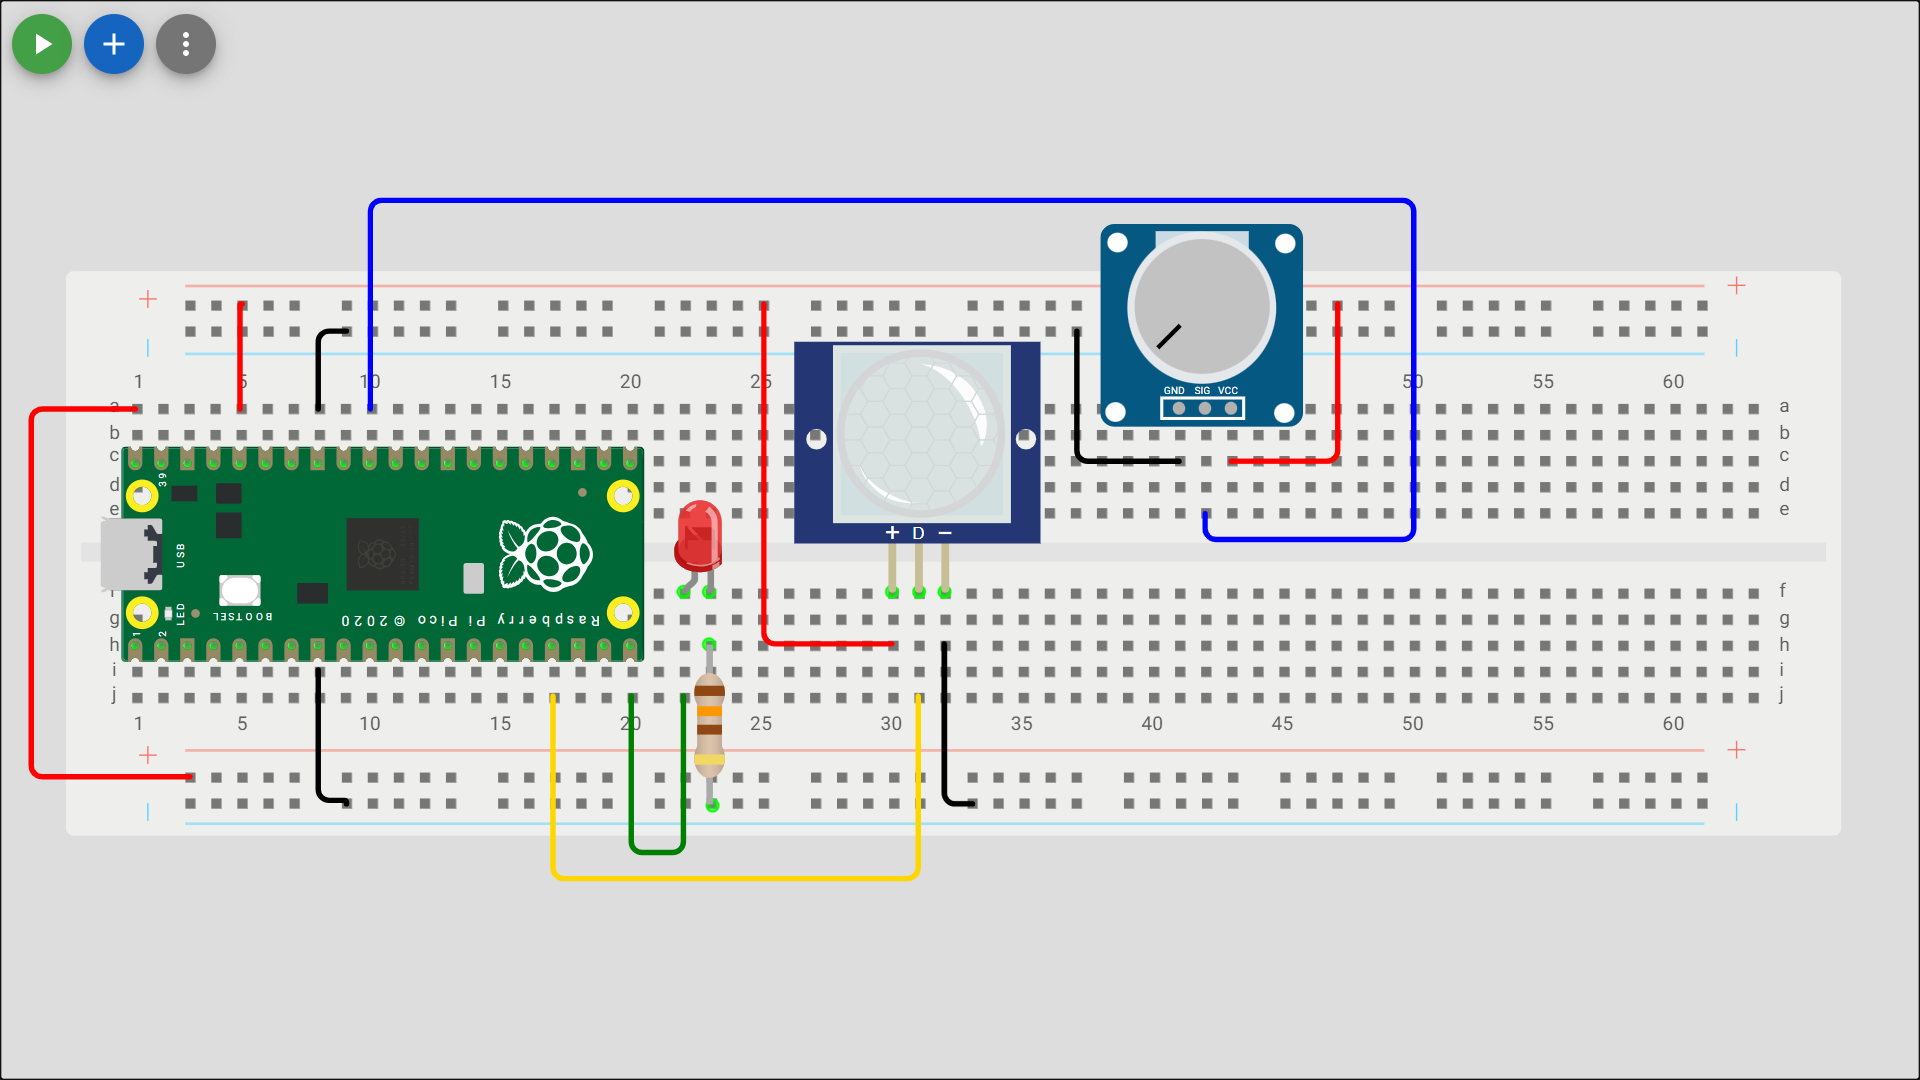 1 5 10 15 20 25 50 55 60
GND SIG VCC
a a
b b
c c
d d
e e
39
USB
+ D −
f
LED
BOOTSEL
Raspberry Pi Pico © 2020
1 2
g g
h h
i i
j j
1 5 10 15 20 25 30 35 40 45 50 55 60